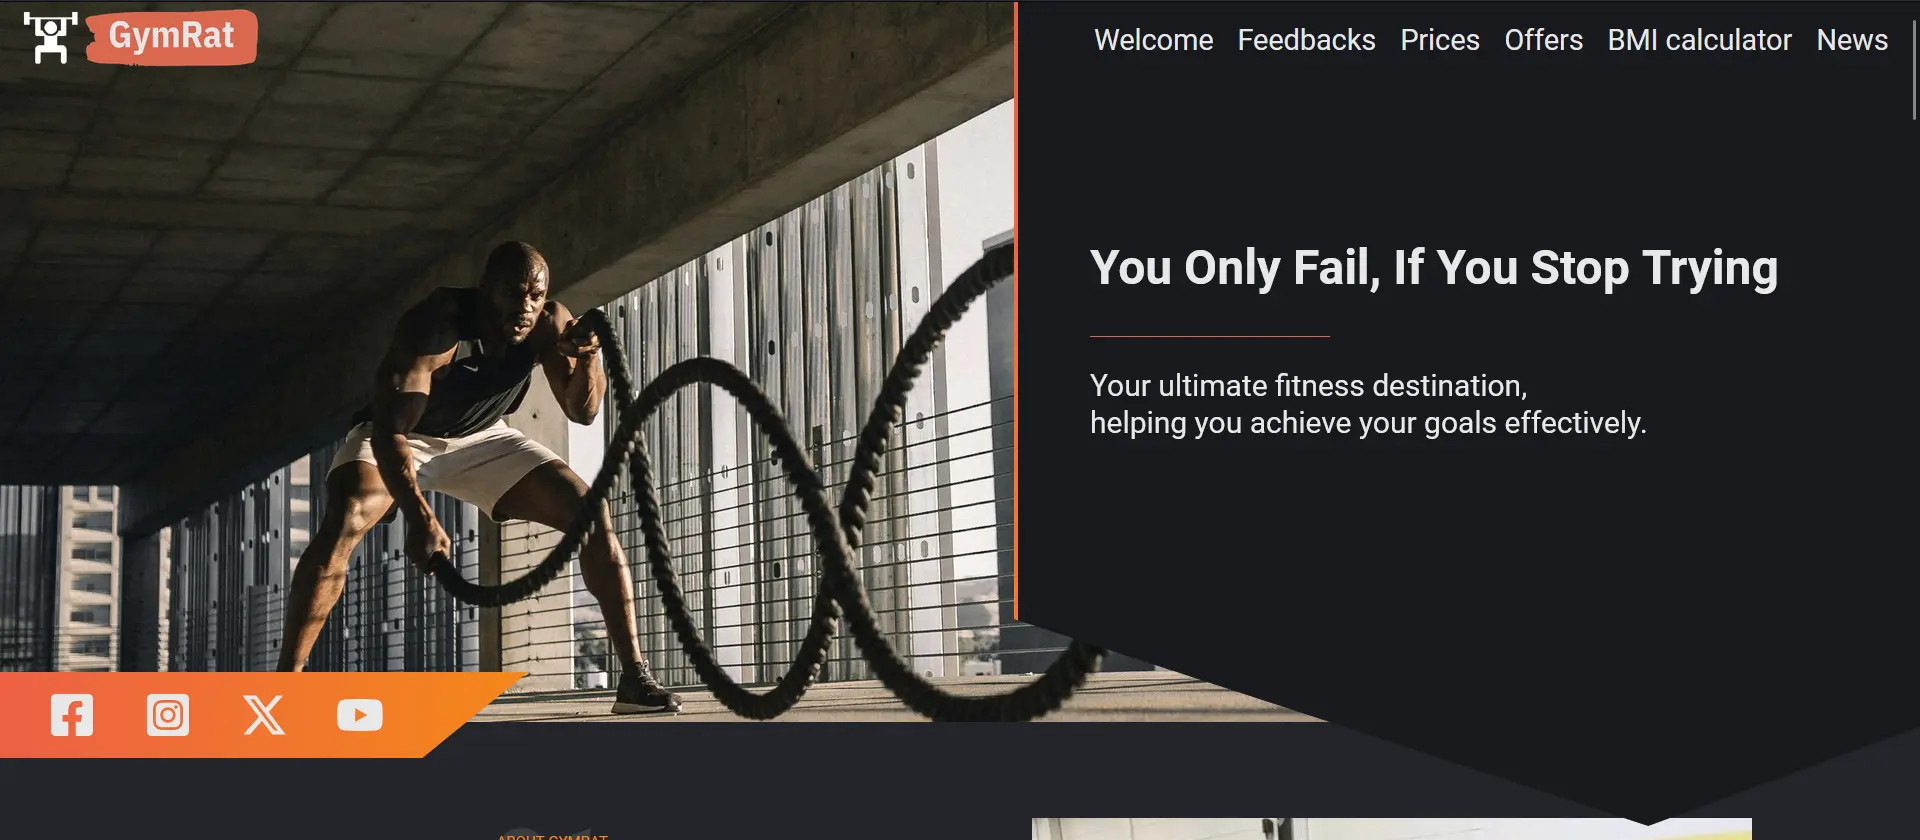 GymRat
Welcome Feedbacks Prices Offers BMI calculator News
You Only Fail, If You Stop Trying
Your ultimate fitness destination,
helping you achieve your goals effectively.
ABOUT GYMRAT